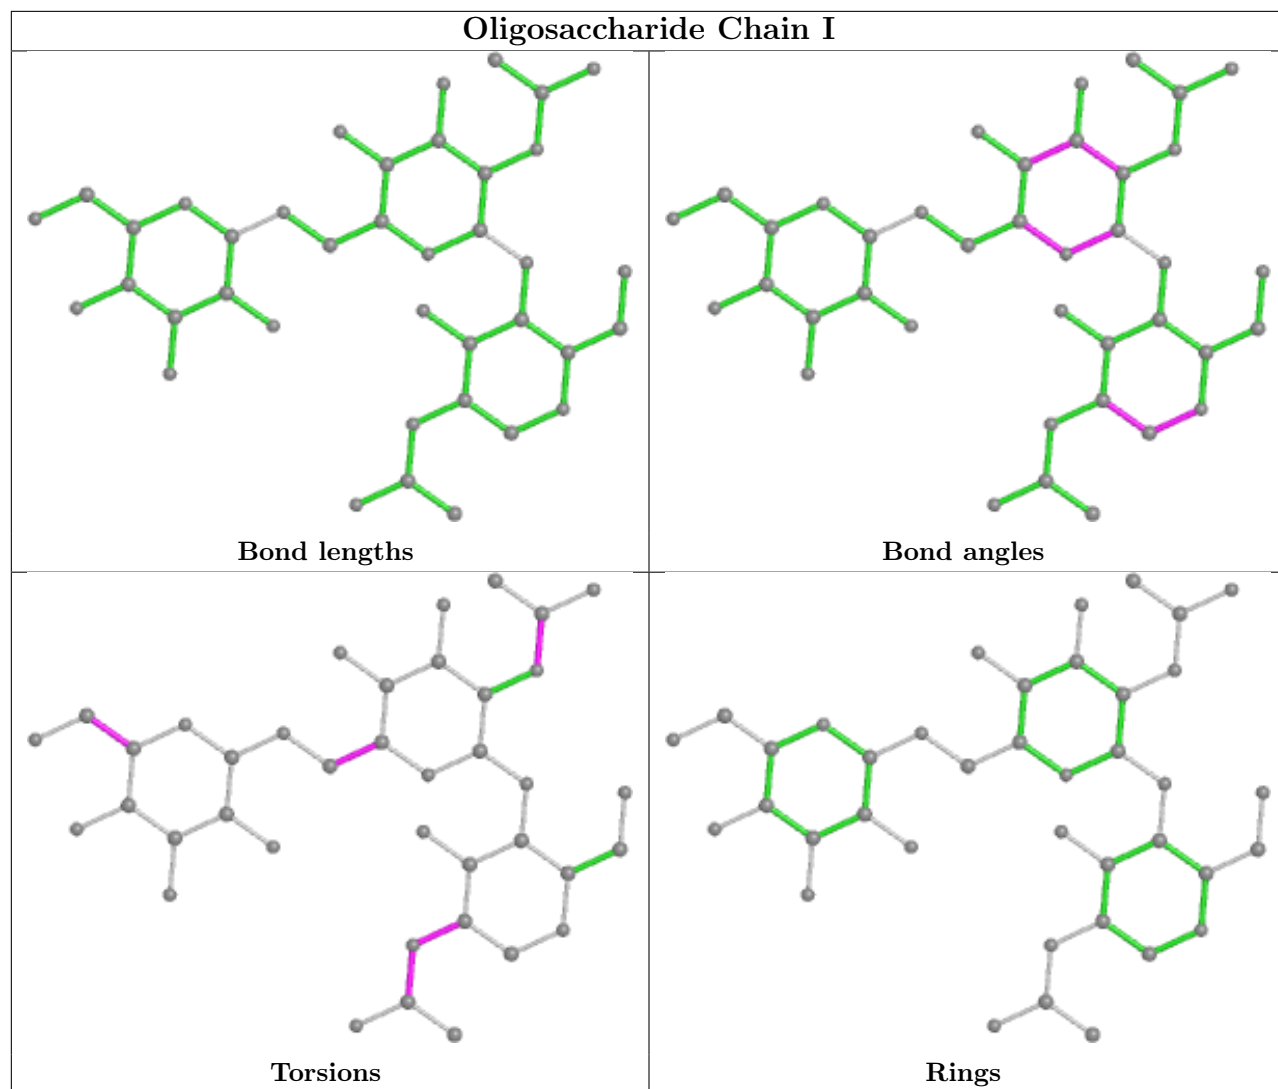 Oligosaccharide Chain I
Bond lengths
Bond angles
Torsions
Rings